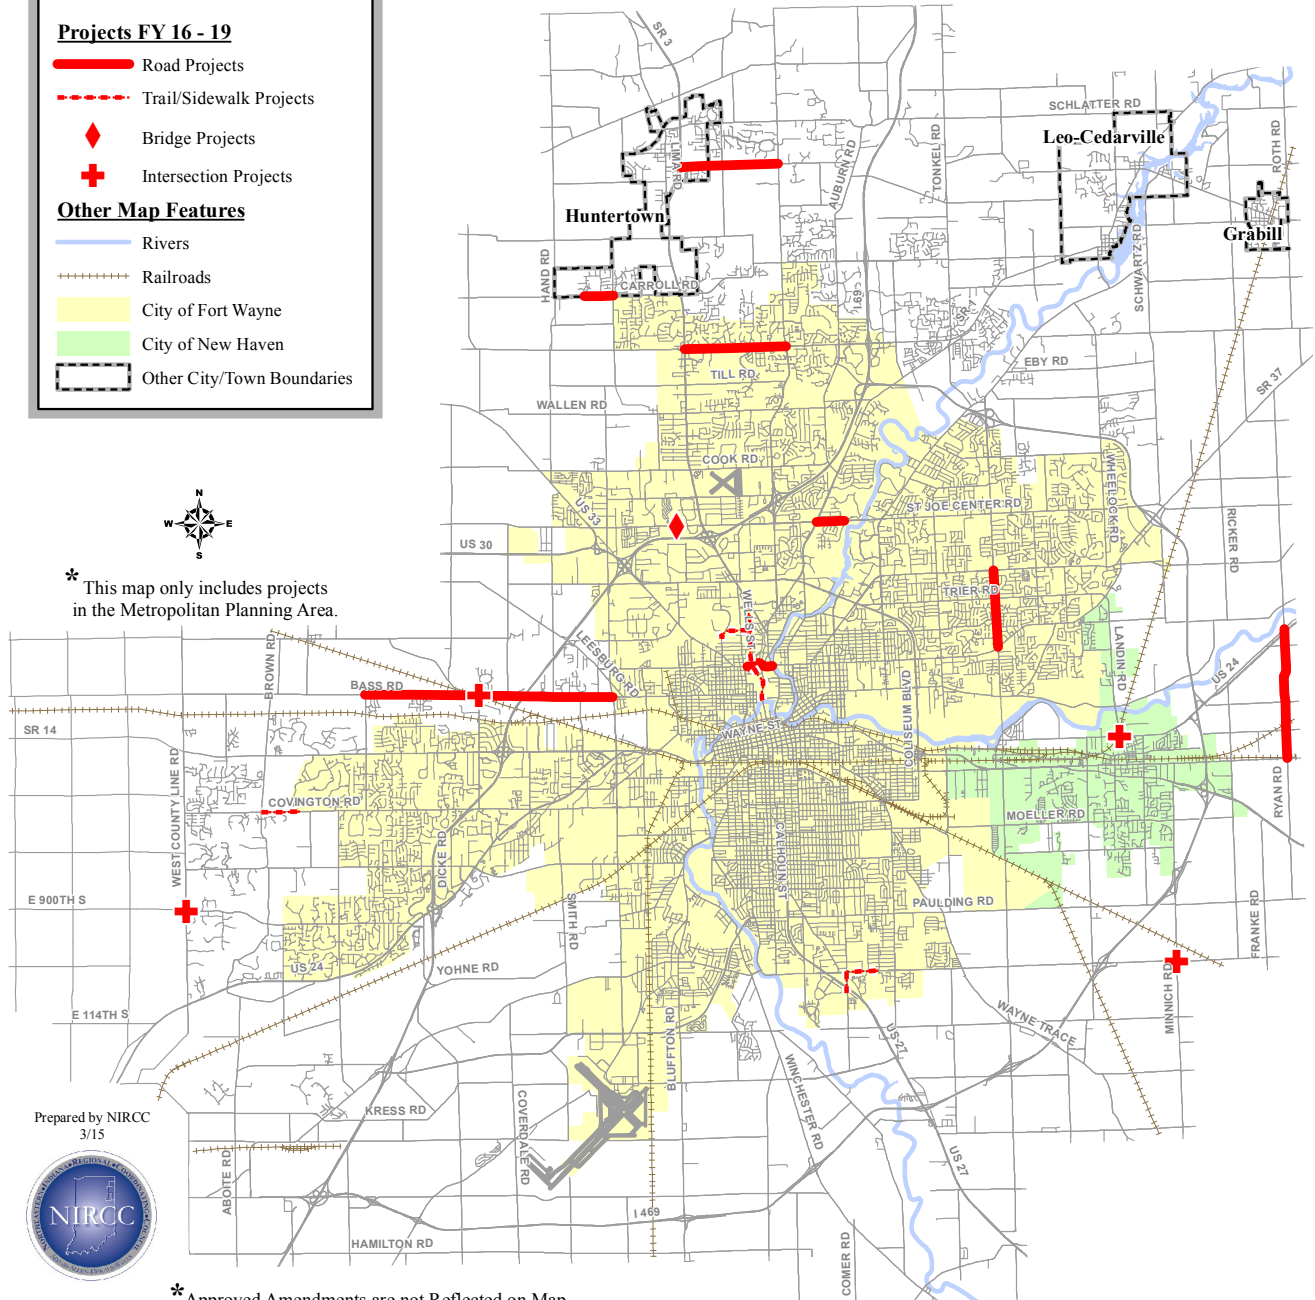 Projects FY 16 - 19
Road Projects
Trail/Sidewalk Projects
Bridge Projects
Intersection Projects
Other Map Features
Rivers
Railroads
City of Fort Wayne
City of New Haven
Other City/Town Boundaries
N
W
E
S
* This map only includes projects
in the Metropolitan Planning Area.
SR 3
SCHLATTER RD
Leo-Cedarville
ROTH RD
LIMA RD
AUBURN RD
TONKEL RD
Huntertown
Grabill
HAND RD
CARROLL RD
I 69
SR 1
SCHWARTZ RD
TILL RD
EBY RD
SR 37
WALLEN RD
COOK RD
WHEELOCK RD
US 33
ST JOE CENTER RD
RICKER RD
US 30
TRIER RD
WELLS ST
LEESBURG RD
BROWN RD
LANDIN RD
US 24
BASS RD
COLISEUM BLVD
SR 14
WAYNE ST
WEST COUNTY LINE RD
COVINGTON RD
MOELLER RD
RYAN RD
DICKE RD
CALHOUN ST
E 900TH S
SMITH RD
PAULDING RD
FRANKE RD
US 24
YOHNE RD
MINNICH RD
E 114TH S
BLUFFTON RD
US 27
WAYNE TRACE
WINCHESTER RD
KRESS RD
COVERDALE RD
US 27
ABOITE RD
I 469
HAMILTON RD
COMER RD
Prepared by NIRCC
3/15
NORTHEASTERN INDIANA REGIONAL COORDINATING COUNCIL
NIRCC
* Approved Amendments are not Reflected on Map